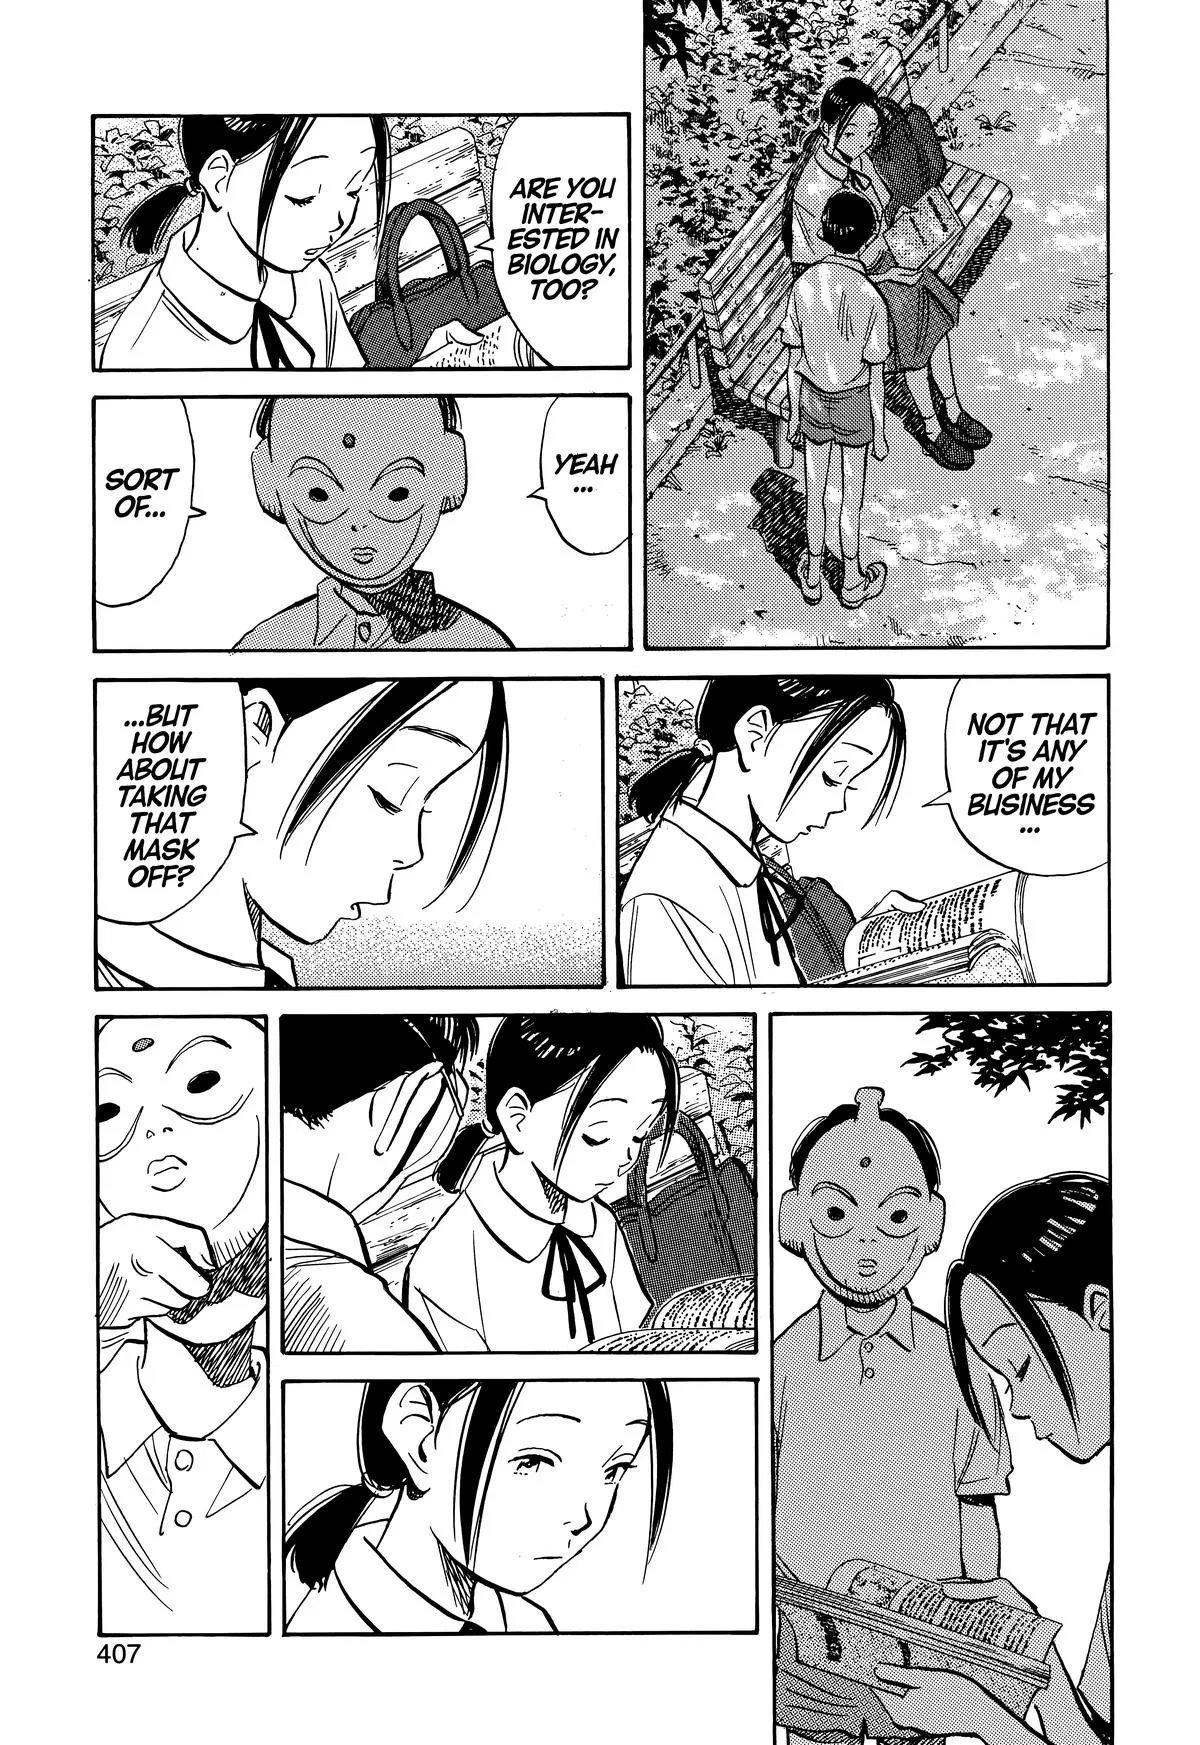 ARE YOU
INTER-
ESTED IN
BIOLOGY,
TOO?
YEAH
...
SORT
OF...
NOT THAT
IT'S ANY
OF MY
BUSINESS
...
...BUT
HOW
ABOUT
TAKING
THAT
MASK
OFF?
407